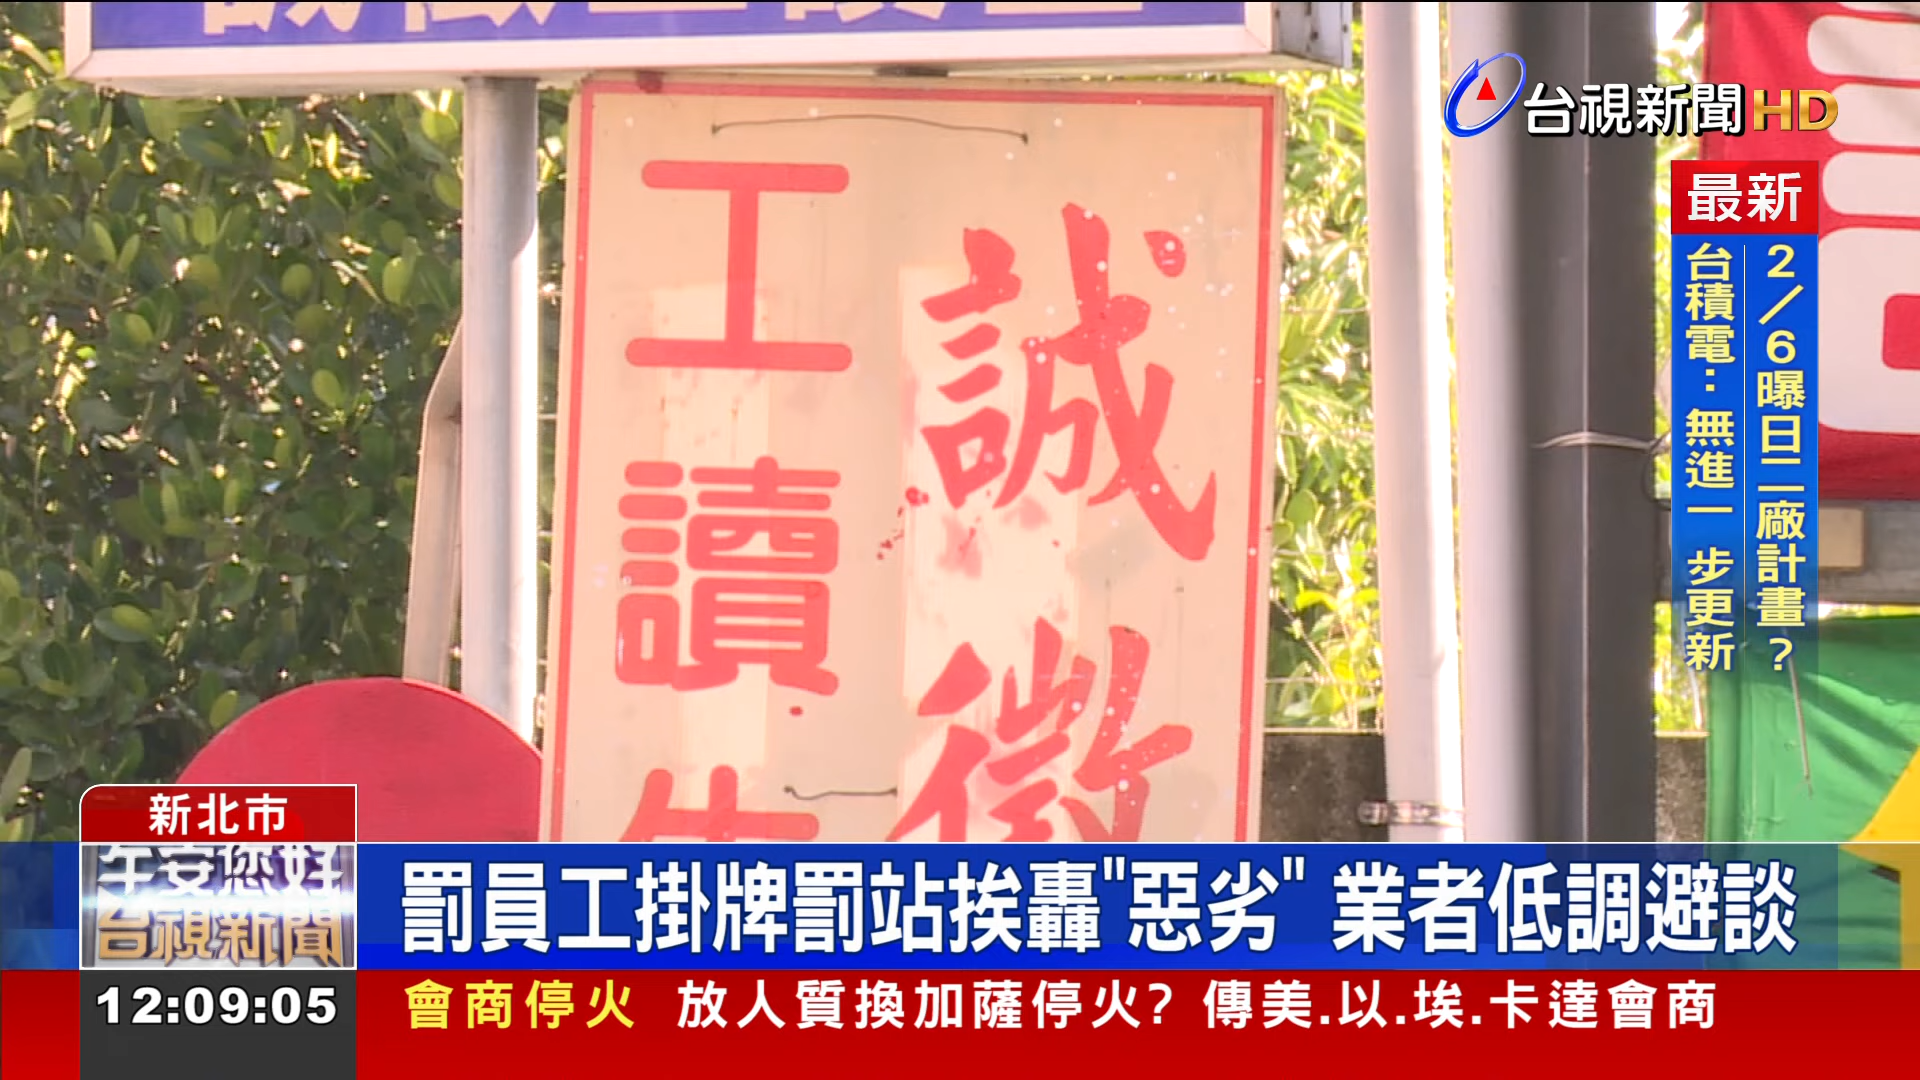 台視新聞HD
最新
2/6曝日二廠計畫？
台積電：無進一步更新
誠徵
工讀生
新北市
午安您好
台視新聞
罰員工掛牌罰站挨轟"惡劣" 業者低調避談
12:09:05
會商停火 放人質換加薩停火? 傳美.以.埃.卡達會商